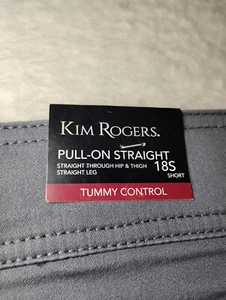 KIM ROGERS.
PULL-ON STRAIGHT
STRAIGHT THROUGH HIP & THIGH
STRAIGHT LEG
18S
SHORT
TUMMY CONTROL